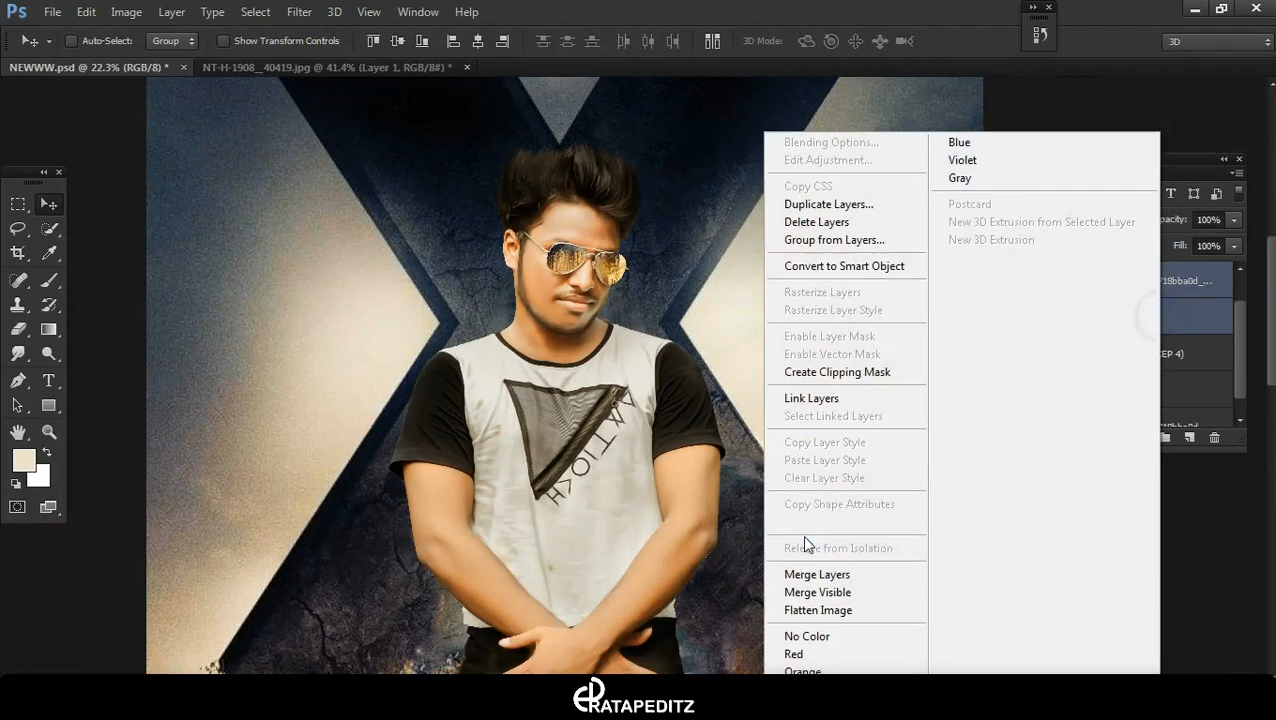 Ps File Edit Image Layer Type Select Filter 3D View Window Help
Auto-Select: Group Show Transform Controls 3D Mode: 3D
NEWWW.psd @ 22.3% (RGB/8) * × NT-H-1908__40419.jpg @ 41.4% (Layer 1, RGB/8#) * ×
Blending Options...
Edit Adjustment...
Copy CSS
Duplicate Layers...
Delete Layers
Group from Layers...
Convert to Smart Object
Rasterize Layers
Rasterize Layer Style
Enable Layer Mask
Enable Vector Mask
Create Clipping Mask
Link Layers
Select Linked Layers
Copy Layer Style
Paste Layer Style
Clear Layer Style
Copy Shape Attributes
from Isolation
Merge Layers
Merge Visible
Flatten Image
No Color
Red
Orange
Blue
Violet
Gray
Postcard
New 3D Extrusion from Selected Layer
New 3D Extrusion
100%
Fill: 100%
718bba0d_...
EP 4)
RATAPEDITZ